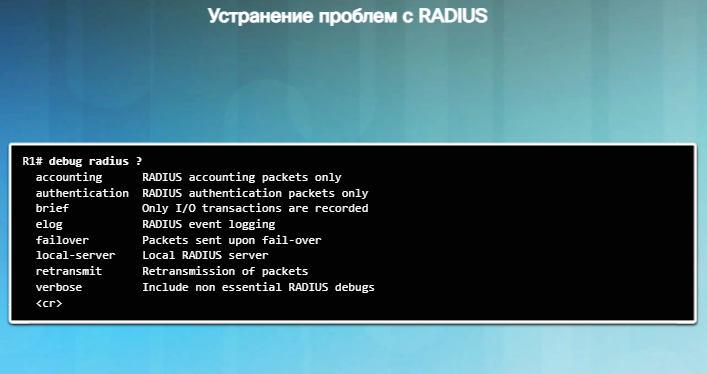 Устранение проблем с RADIUS
R1# debug radius ?
accounting RADIUS accounting packets only
authentication RADIUS authentication packets only
brief Only I/O transactions are recorded
elog RADIUS event logging
failover Packets sent upon fail-over
local-server Local RADIUS server
retransmit Retransmission of packets
verbose Include non essential RADIUS debugs
<cr>